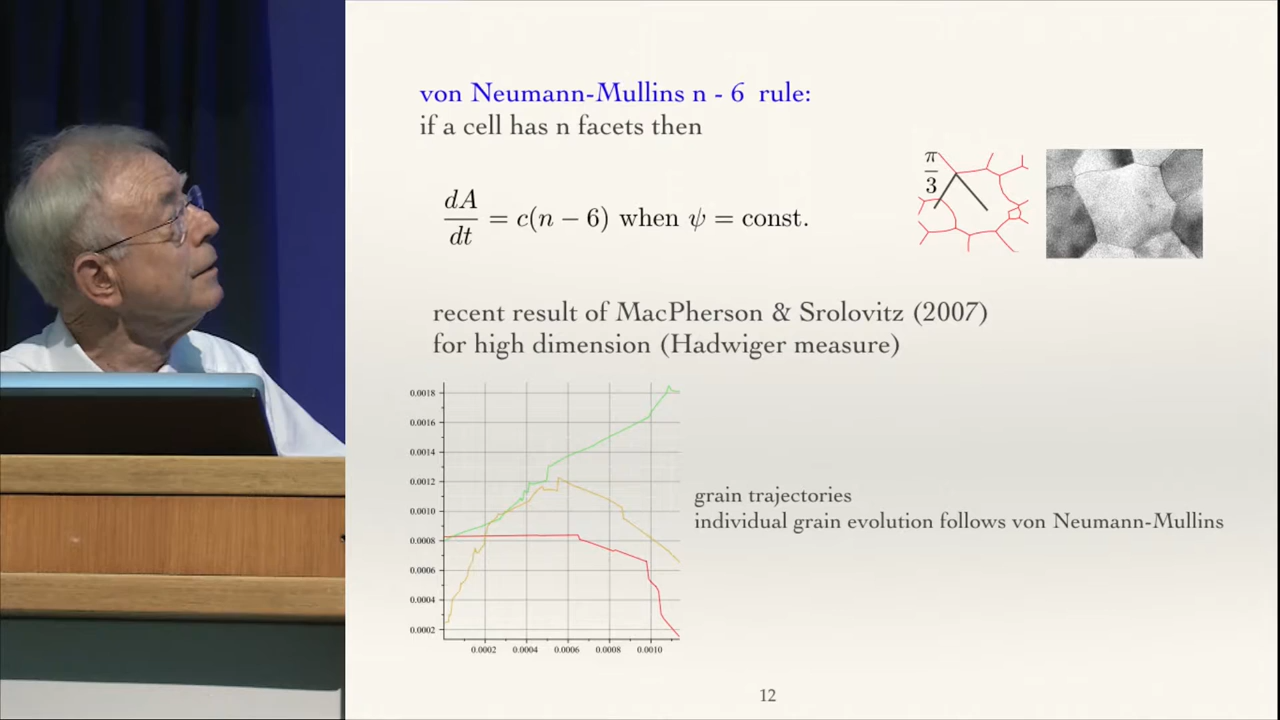 von Neumann-Mullins n - 6 rule:
if a cell has n facets then
dA/dt = c(n − 6) when ψ = const.
π/3
recent result of MacPherson & Srolovitz (2007)
for high dimension (Hadwiger measure)
0.0018
0.0016
0.0014
0.0012
0.0010
0.0008
0.0006
0.0004
0.0002
0.0002 0.0004 0.0006 0.0008 0.0010
grain trajectories
individual grain evolution follows von Neumann-Mullins
12